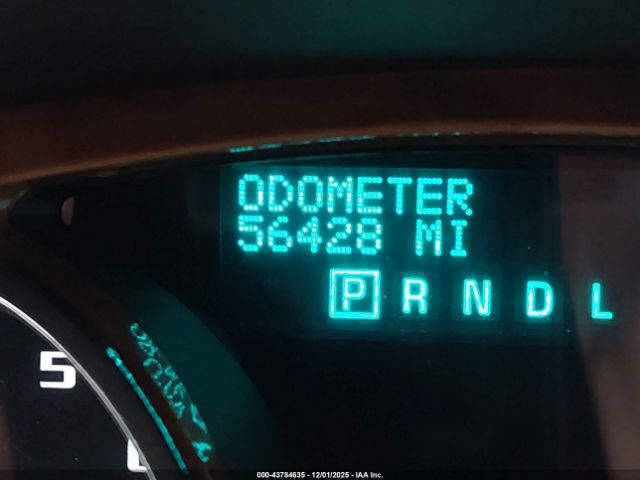 ODOMETER
56428 MI
P R N D L
5
000-43784635 - 12/01/2025 - IAA Inc.